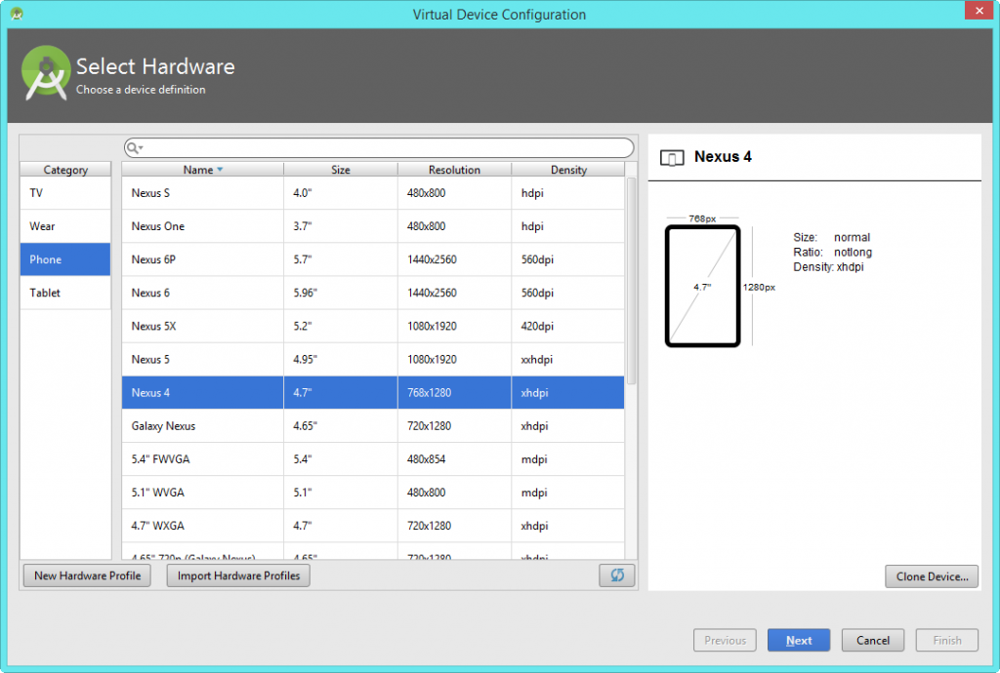 Virtual Device Configuration
Select Hardware
Choose a device definition
Category
TV
Wear
Phone
Tablet
Name Size Resolution Density
Nexus S 4.0" 480x800 hdpi
Nexus One 3.7" 480x800 hdpi
Nexus 6P 5.7" 1440x2560 560dpi
Nexus 6 5.96" 1440x2560 560dpi
Nexus 5X 5.2" 1080x1920 420dpi
Nexus 5 4.95" 1080x1920 xxhdpi
Nexus 4 4.7" 768x1280 xhdpi
Galaxy Nexus 4.65" 720x1280 xhdpi
5.4" FWVGA 5.4" 480x854 mdpi
5.1" WVGA 5.1" 480x800 mdpi
4.7" WXGA 4.7" 720x1280 xhdpi
4.65" 720p (Galaxy Nexus) 4.65" 720x1280 xhdpi
New Hardware Profile
Import Hardware Profiles
Nexus 4
768px
4.7"
1280px
Size: normal
Ratio: notlong
Density: xhdpi
Clone Device...
Previous
Next
Cancel
Finish